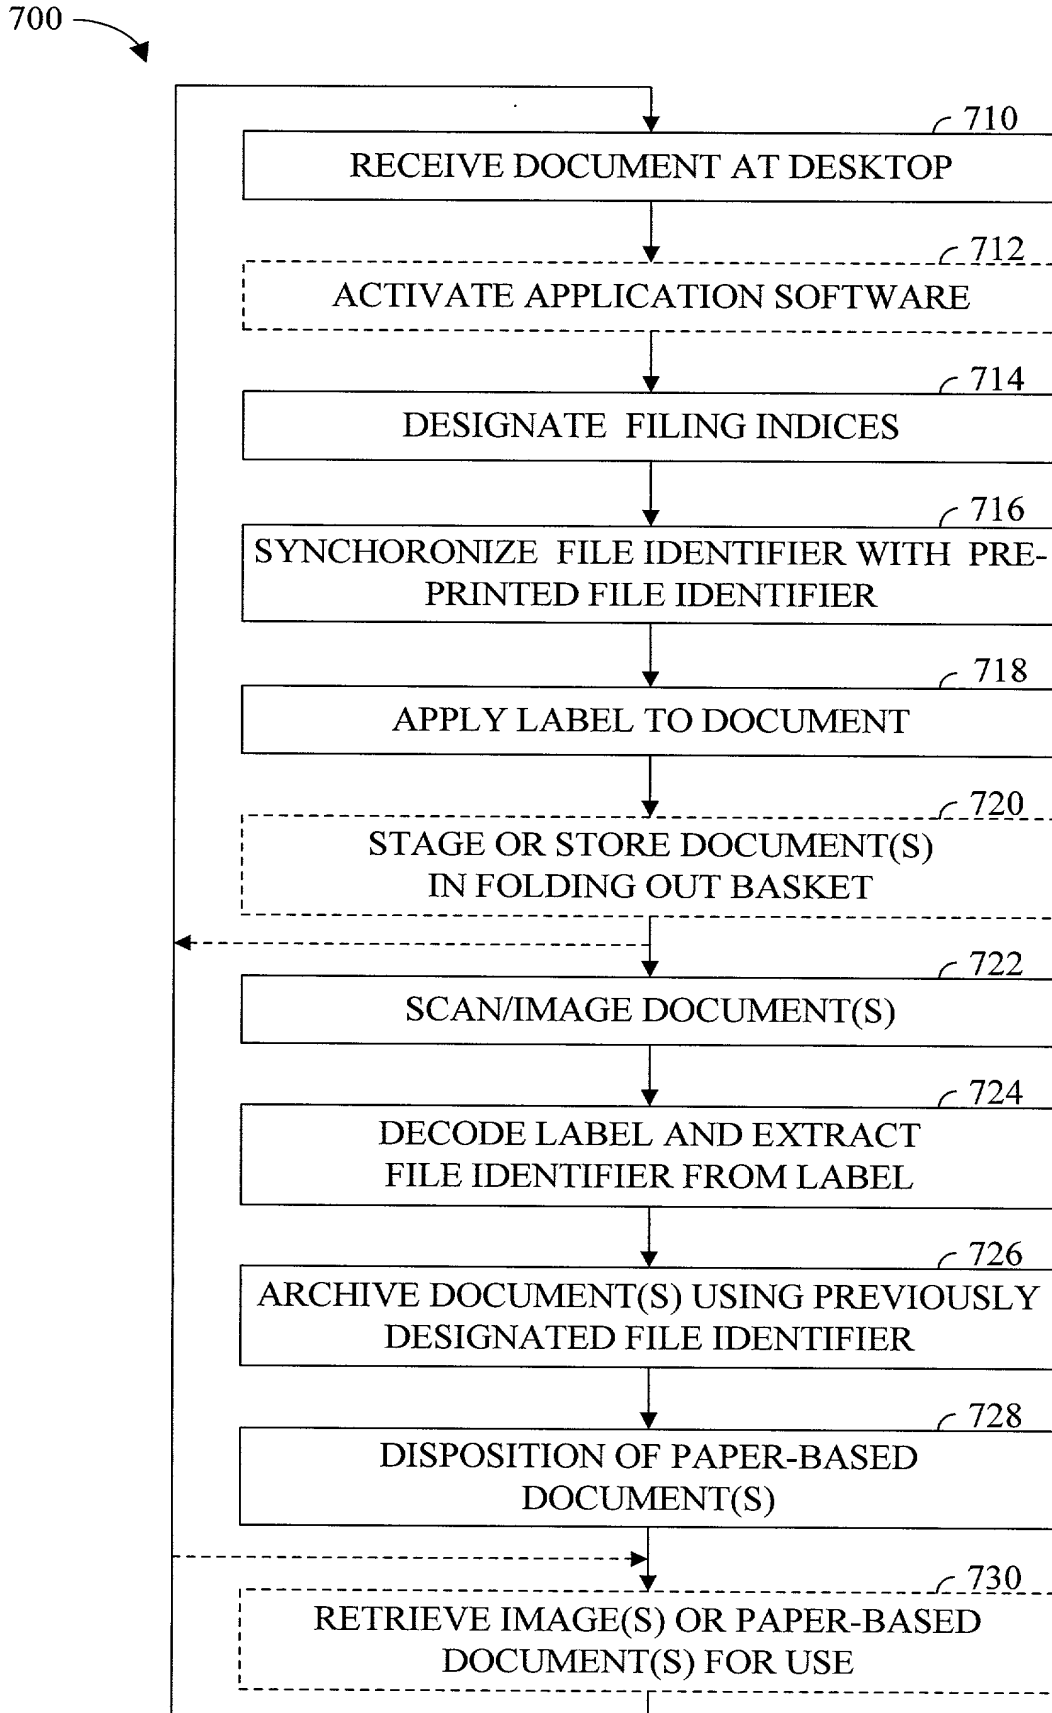 700
710
RECEIVE DOCUMENT AT DESKTOP
712
ACTIVATE APPLICATION SOFTWARE
714
DESIGNATE FILING INDICES
716
SYNCHORONIZE FILE IDENTIFIER WITH PRE-
PRINTED FILE IDENTIFIER
718
APPLY LABEL TO DOCUMENT
720
STAGE OR STORE DOCUMENT(S)
IN FOLDING OUT BASKET
722
SCAN/IMAGE DOCUMENT(S)
724
DECODE LABEL AND EXTRACT
FILE IDENTIFIER FROM LABEL
726
ARCHIVE DOCUMENT(S) USING PREVIOUSLY
DESIGNATED FILE IDENTIFIER
728
DISPOSITION OF PAPER-BASED
DOCUMENT(S)
730
RETRIEVE IMAGE(S) OR PAPER-BASED
DOCUMENT(S) FOR USE